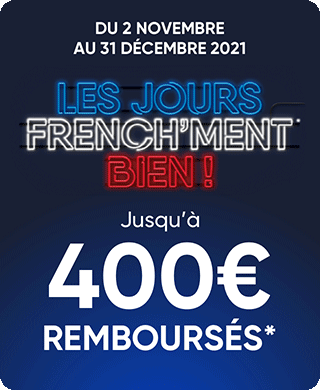 DU 2 NOVEMBRE
AU 31 DÉCEMBRE 2021
LES JOURS
FRENCH'MENT*
BIEN !
Jusqu'à
400€
REMBOURSÉS*